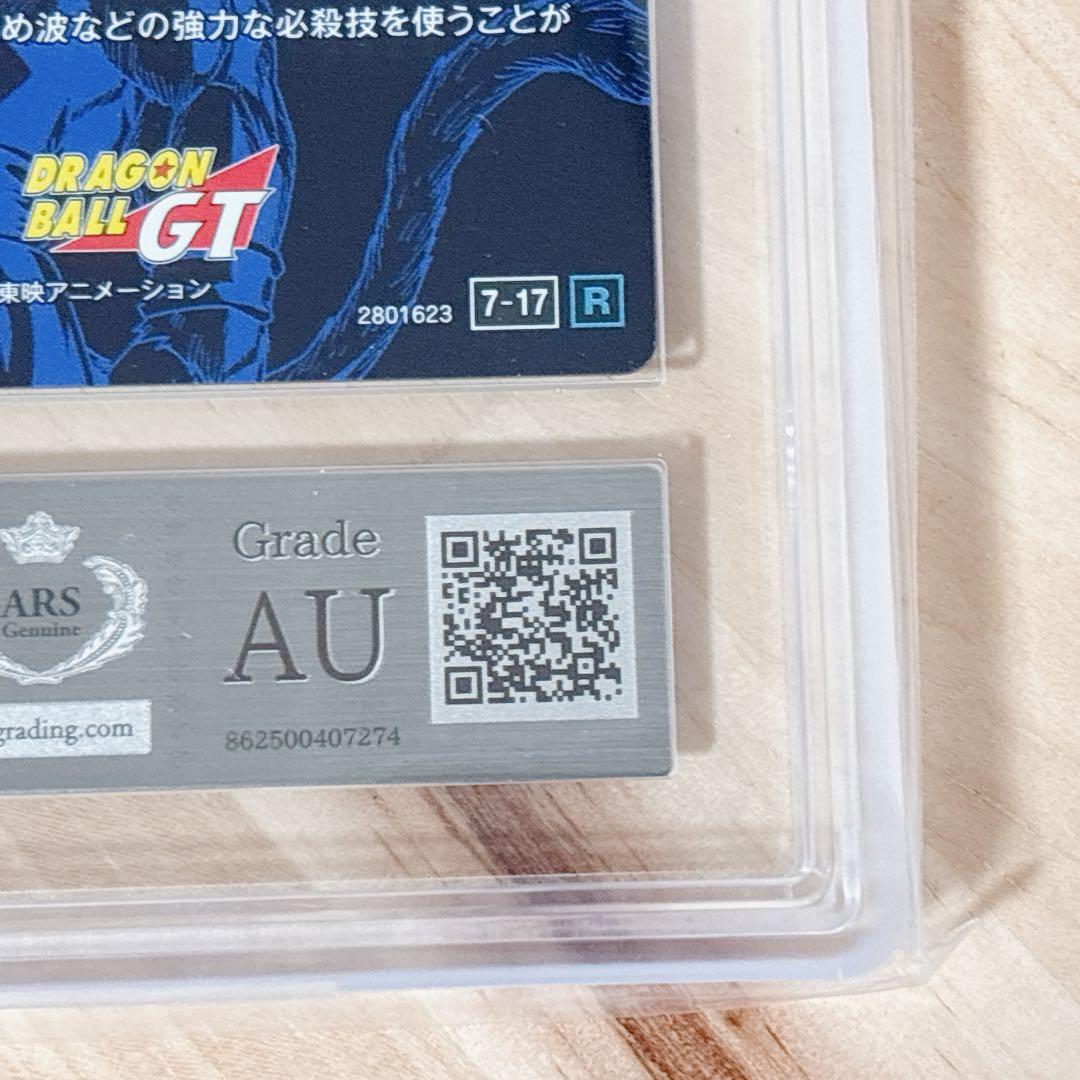 め波などの強力な必殺技を使うことが
DRAGON
BALL GT
東映アニメーション
2801623 7-17 R
Grade
ARS
Genuine
AU
grading.com
862500407274